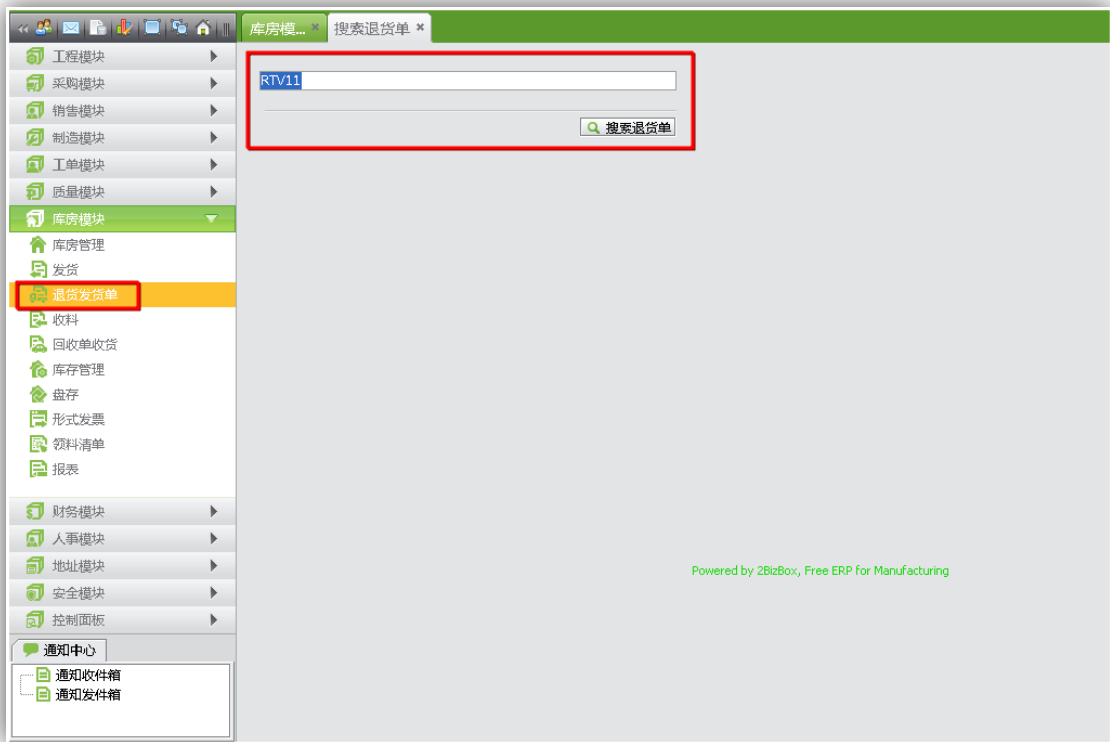 库房模...
搜索退货单
工程模块
采购模块
销售模块
制造模块
工单模块
质量模块
库房模块
库房管理
发货
退货发货单
收料
回收单收货
库存管理
盘存
形式发票
领料清单
报表
财务模块
人事模块
地址模块
安全模块
控制面板
通知中心
通知收件箱
通知发件箱
RTV11
搜索退货单
Powered by 2BizBox, Free ERP for Manufacturing